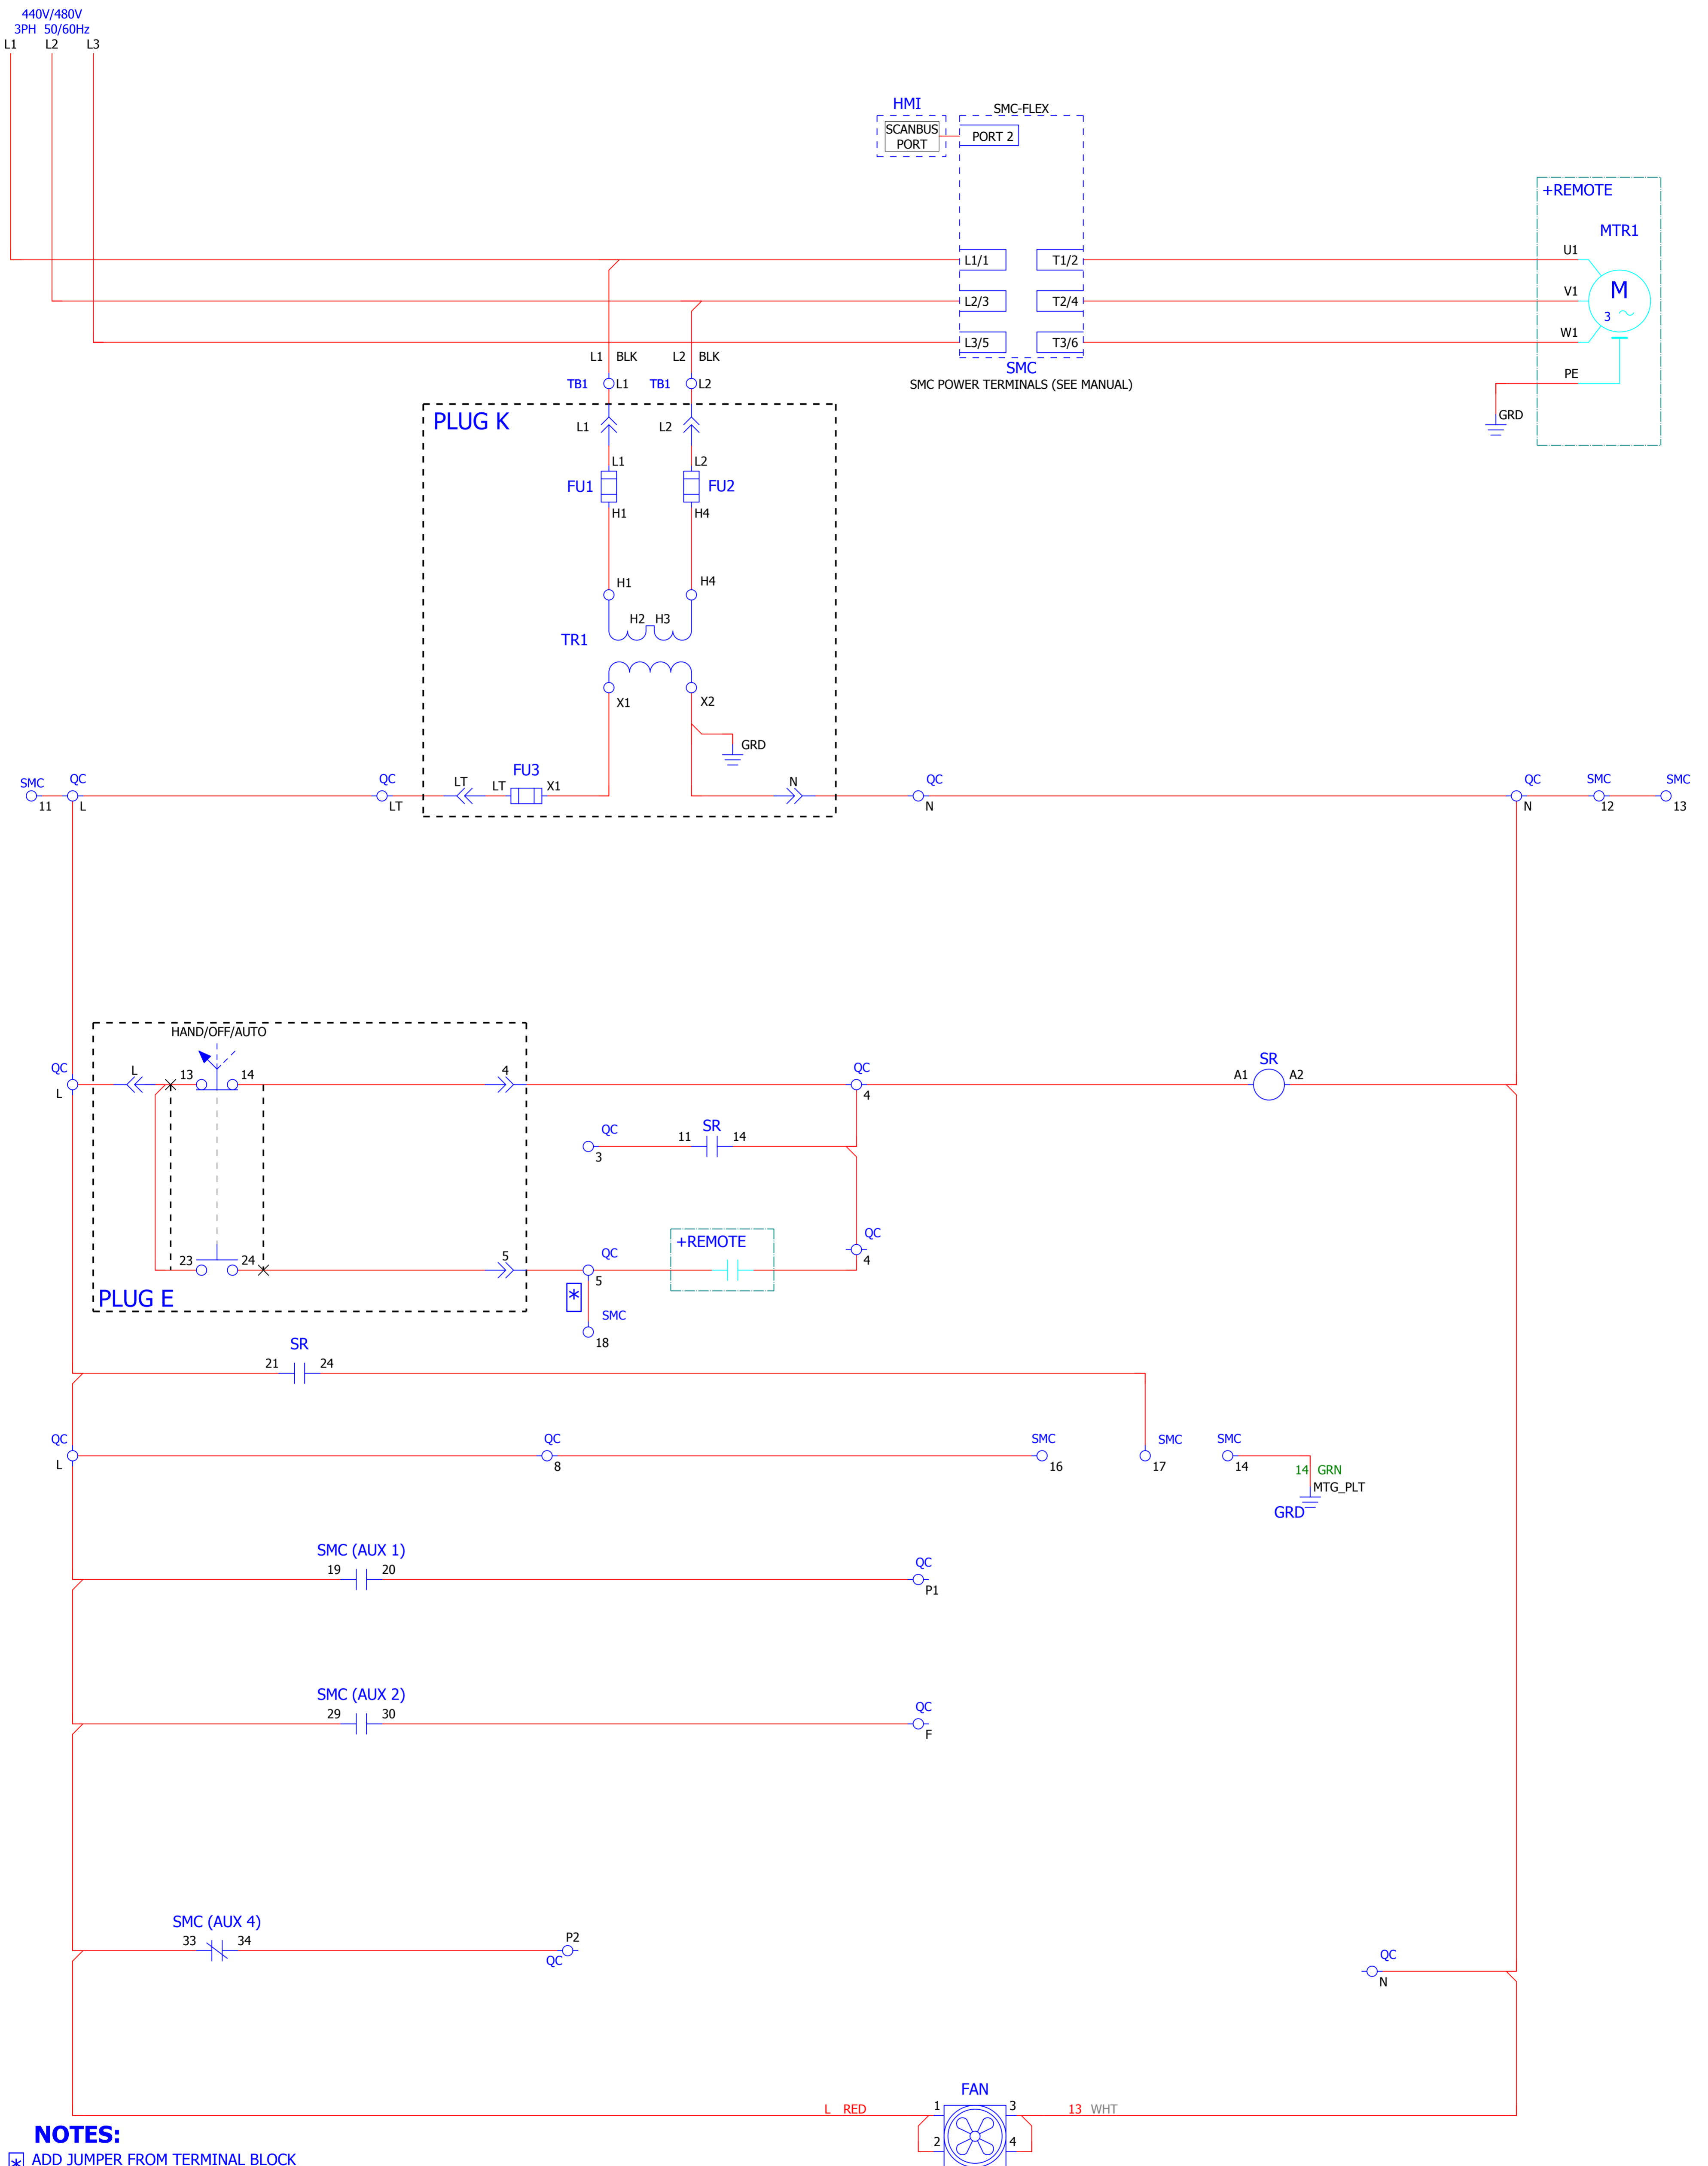 440V/480V
3PH 50/60Hz
L1 L2 L3
HMI
SCANBUS
PORT
SMC-FLEX
PORT 2
+REMOTE
MTR1
L1/1 T1/2 U1
L2/3 T2/4 V1
M
3
L3/5 T3/6 W1
SMC
SMC POWER TERMINALS (SEE MANUAL)
PE
GRD
L1 BLK L2 BLK
TB1 L1 TB1 L2
PLUG K
L1 L2
L1 L2
FU1 FU2
H1 H4
H1 H4
H2 H3
TR1
X1 X2
GRD
SMC QC QC LT LT FU3 X1 N QC QC SMC SMC
11 L LT N N 12 13
HAND/OFF/AUTO
QC L 13 14 4 QC SR
L 4 A1 A2
QC 11 SR 14
3
+REMOTE QC
23 24 5 QC 4
5
*
PLUG E
SMC
18
SR
21 24
QC QC SMC SMC SMC
L 8 16 17 14
14 GRN
MTG_PLT
GRD
SMC (AUX 1)
19 20 QC
P1
SMC (AUX 2)
29 30 QC
F
SMC (AUX 4)
33 34 P2
QC
QC
N
FAN
L RED 1 3 13 WHT
2 4
NOTES:
* ADD JUMPER FROM TERMINAL BLOCK